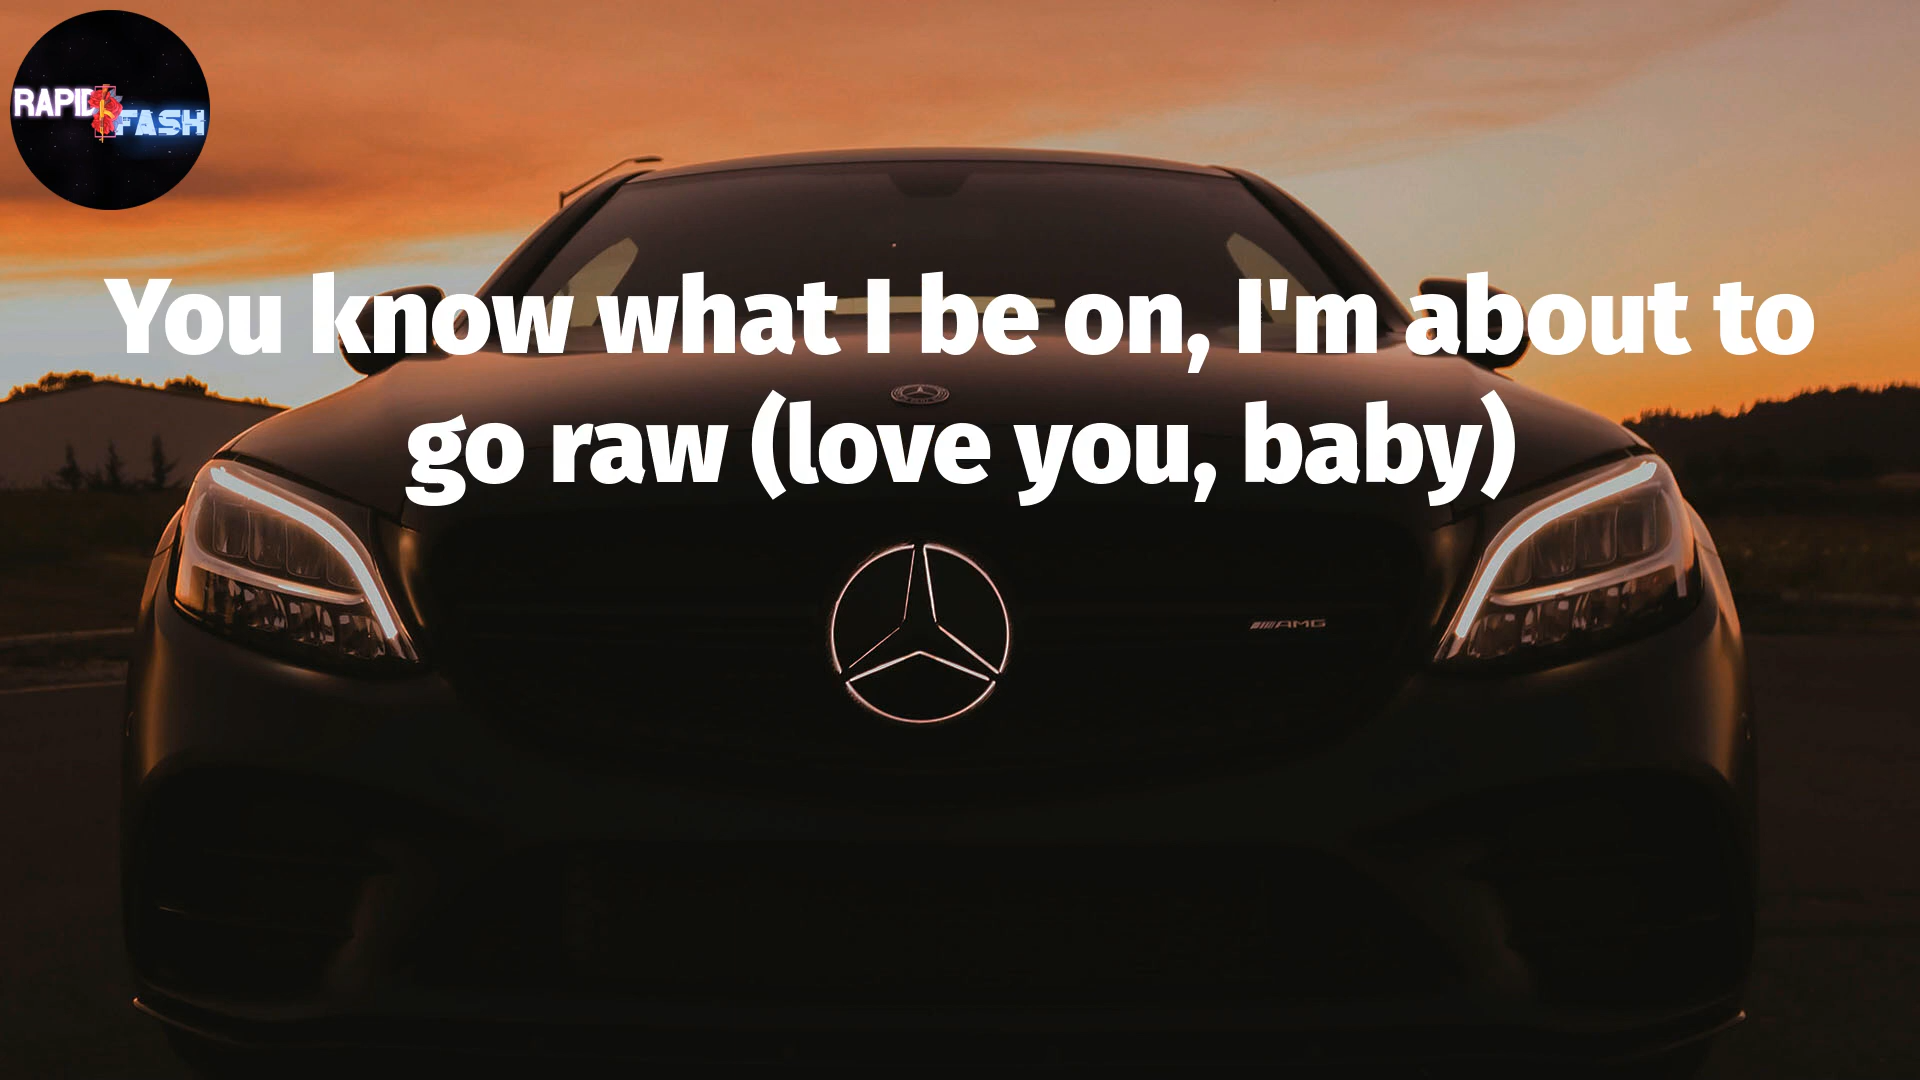 RAPID
FASH
You know what I be on, I'm about to
go raw (love you, baby)
AMG